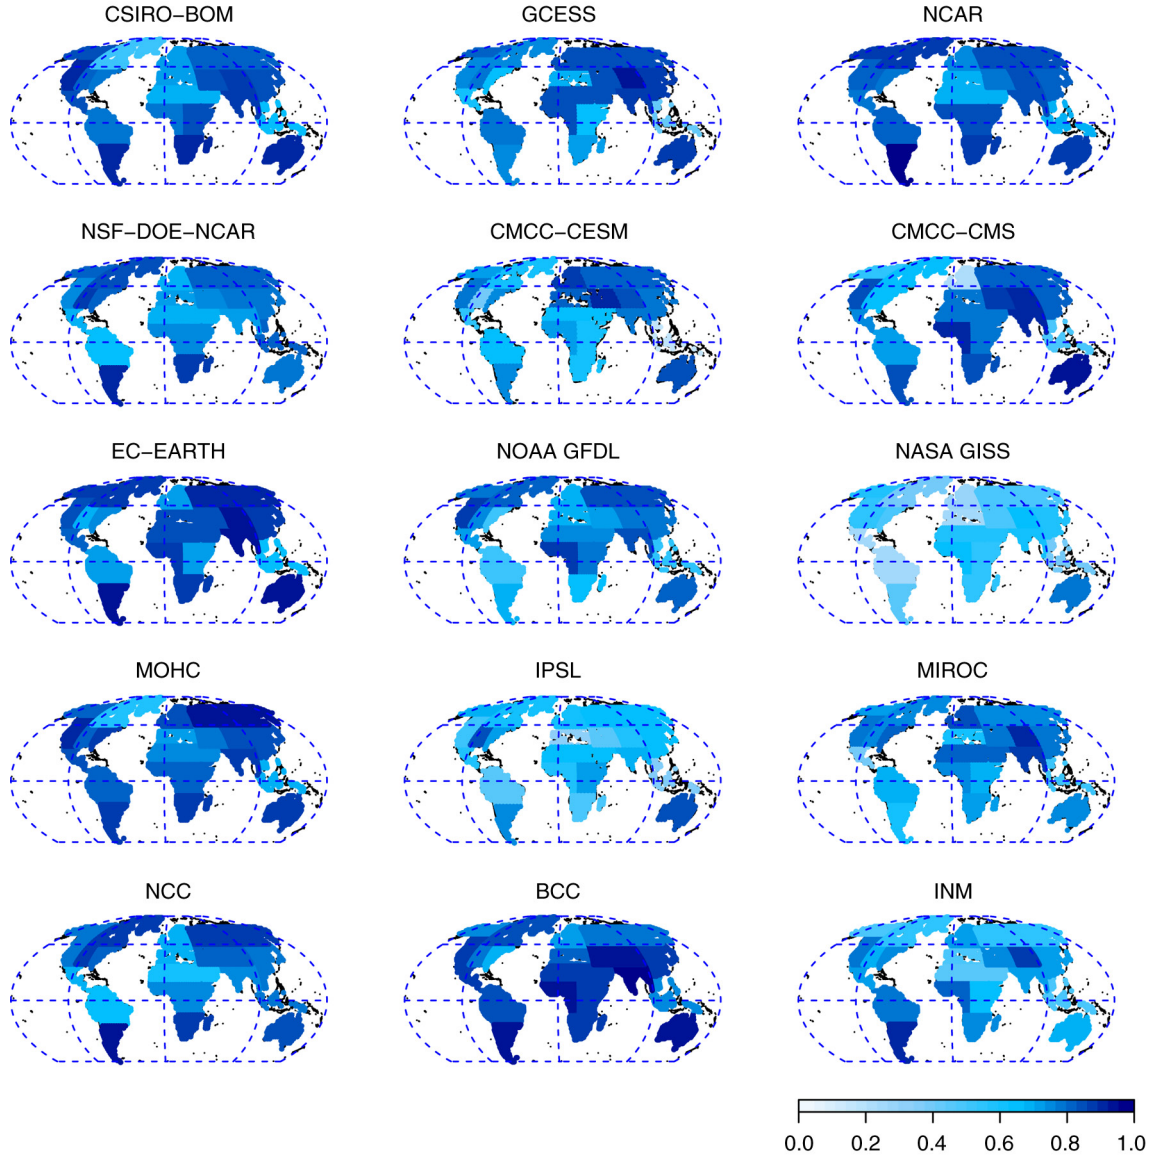 CSIRO−BOM
GCESS
NCAR
NSF−DOE−NCAR
CMCC−CESM
CMCC−CMS
EC−EARTH
NOAA GFDL
NASA GISS
MOHC
IPSL
MIROC
NCC
BCC
INM
0.0 0.2 0.4 0.6 0.8 1.0